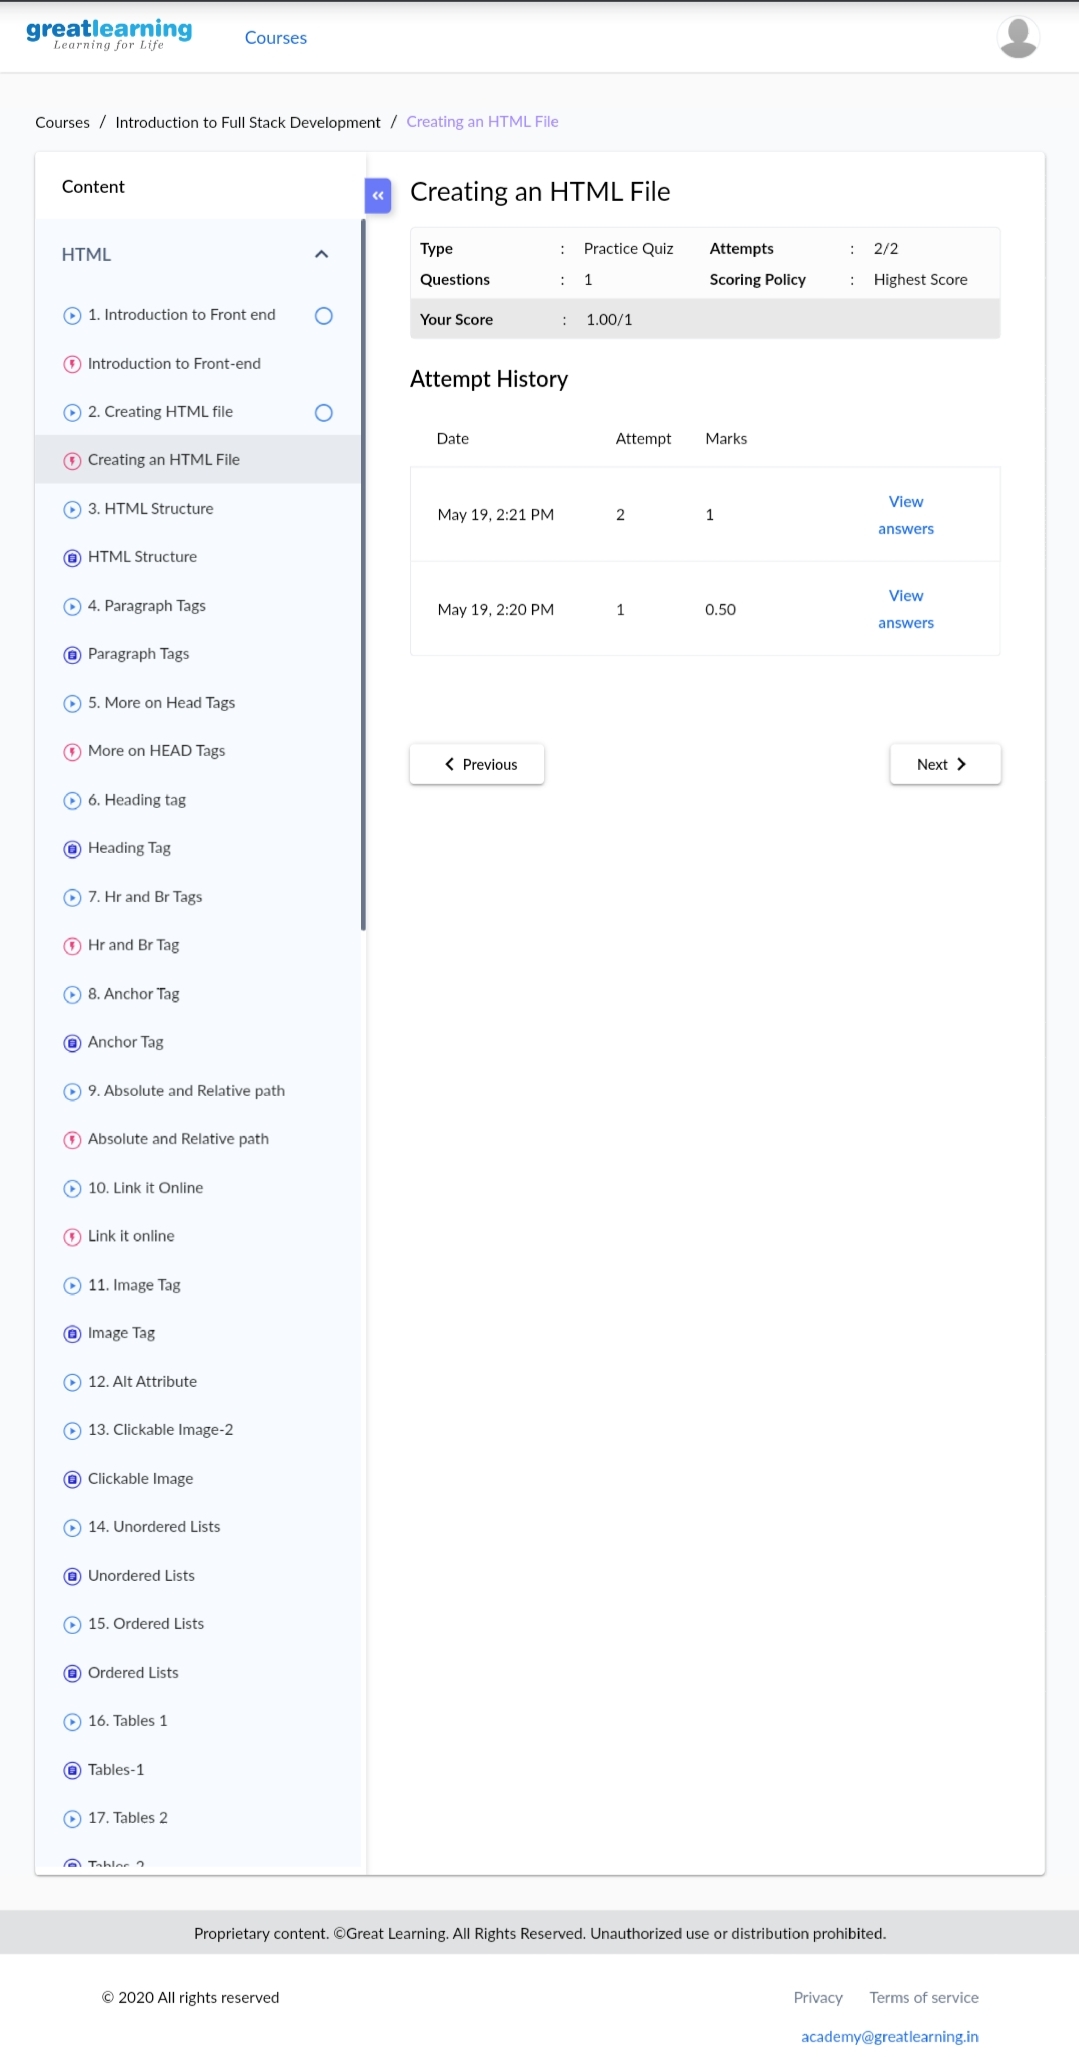 greatlearning
Learning for Life
Courses
Courses / Introduction to Full Stack Development / Creating an HTML File
Content
HTML
1. Introduction to Front end
Introduction to Front-end
2. Creating HTML file
Creating an HTML File
3. HTML Structure
HTML Structure
4. Paragraph Tags
Paragraph Tags
5. More on Head Tags
More on HEAD Tags
6. Heading tag
Heading Tag
7. Hr and Br Tags
Hr and Br Tag
8. Anchor Tag
Anchor Tag
9. Absolute and Relative path
Absolute and Relative path
10. Link it Online
Link it online
11. Image Tag
Image Tag
12. Alt Attribute
13. Clickable Image-2
Clickable Image
14. Unordered Lists
Unordered Lists
15. Ordered Lists
Ordered Lists
16. Tables 1
Tables-1
17. Tables 2
Tables-2
«
Creating an HTML File
Type : Practice Quiz Attempts : 2/2
Questions : 1 Scoring Policy : Highest Score
Your Score : 1.00/1
Attempt History
Date Attempt Marks
May 19, 2:21 PM 2 1 View
answers
May 19, 2:20 PM 1 0.50 View
answers
Previous Next
Proprietary content. ©Great Learning. All Rights Reserved. Unauthorized use or distribution prohibited.
© 2020 All rights reserved Privacy Terms of service
academy@greatlearning.in